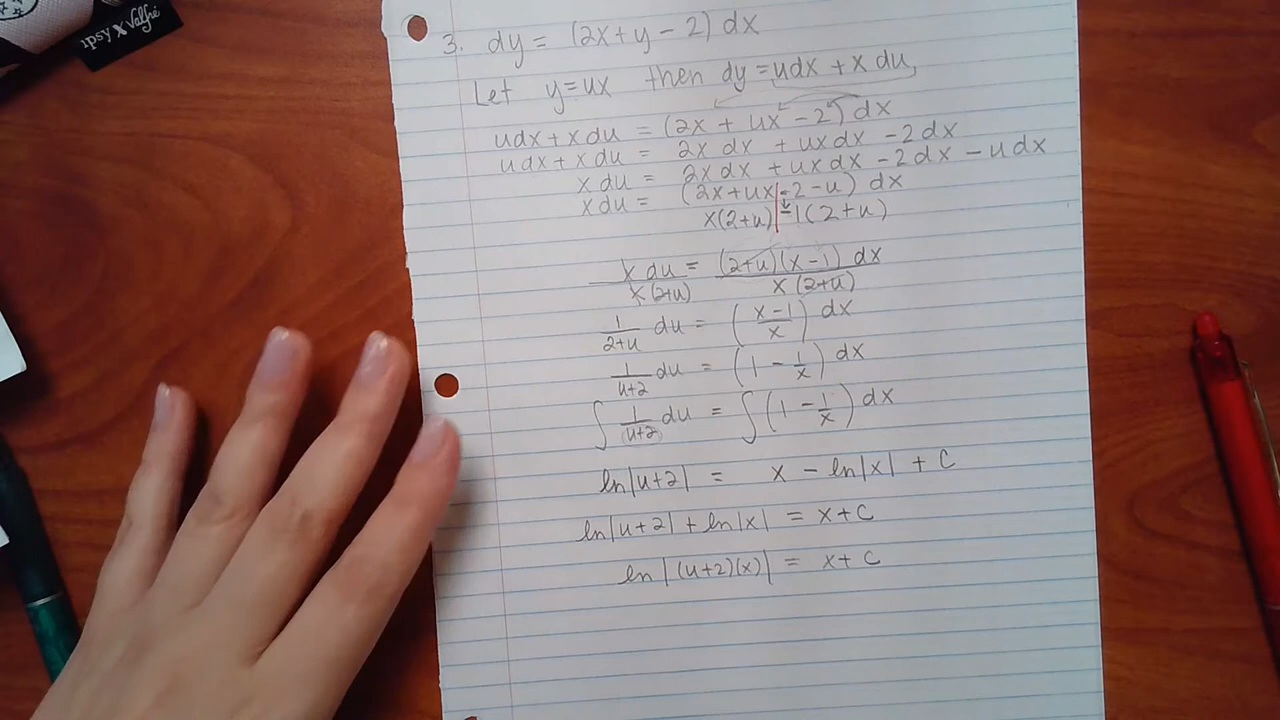 ipsy x Valfré
3. dy = (2x + y - 2) dx
Let y = ux then dy = udx + x du,
udx + x du = (2x + ux - 2) dx
udx + x du = 2x dx + ux dx - 2 dx
x du = 2x dx + ux dx - 2 dx - u dx
x du = (2x + ux - 2 - u) dx
x(2+u) - 1(2+u)
x du / x(2+u) = (2+u)(x-1) dx / x(2+u)
1/(2+u) du = ((x-1)/x) dx
1/(u+2) du = (1 - 1/x) dx
∫ 1/(u+2) du = ∫ (1 - 1/x) dx
ln|u+2| = x - ln|x| + C
ln|u+2| + ln|x| = x + C
ln|(u+2)(x)| = x + C